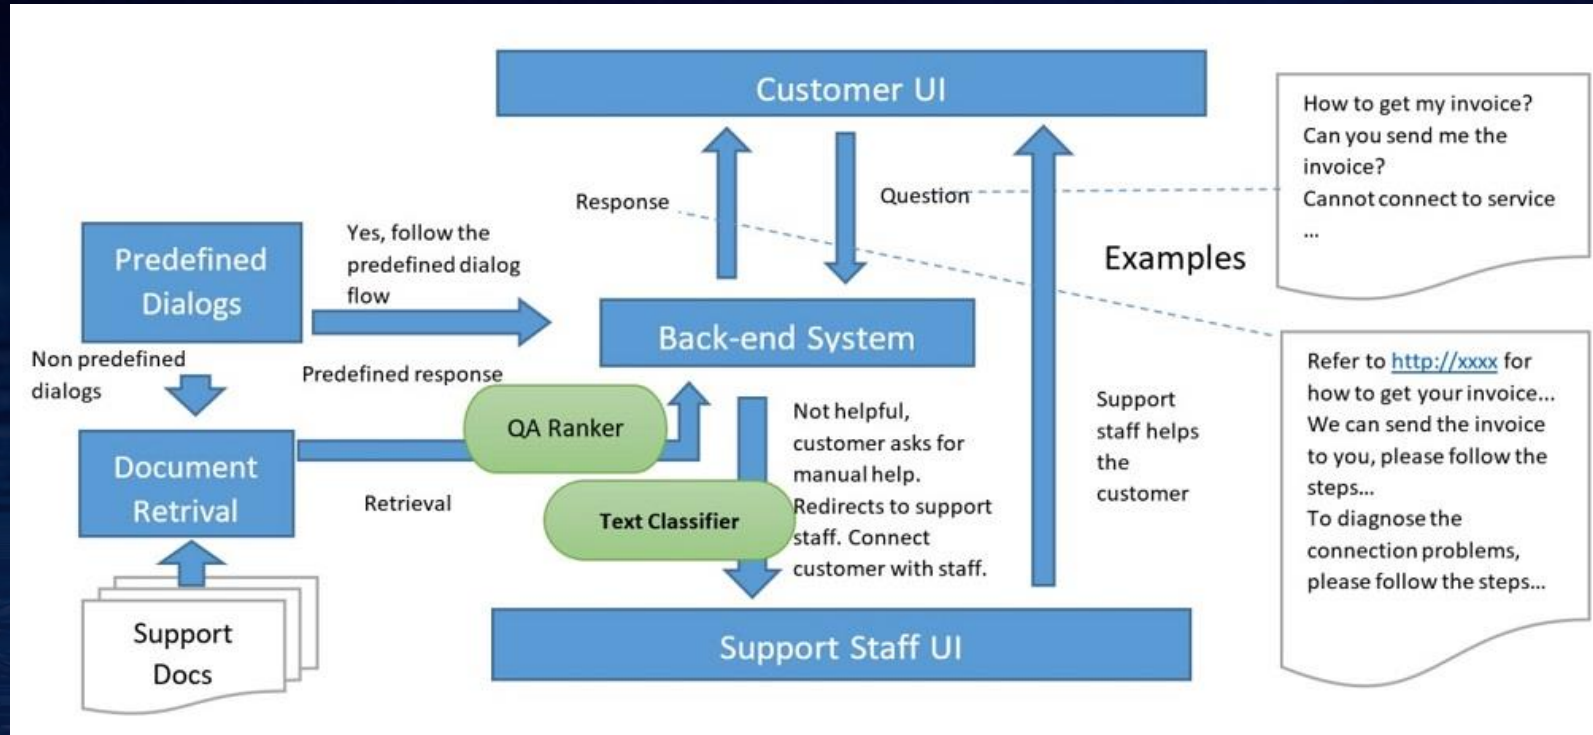 Customer UI
How to get my invoice?
Can you send me the
invoice?
Cannot connect to service
...
Response
Question
Examples
Predefined
Dialogs
Yes, follow the
predefined dialog
flow
Back-end System
Non predefined
dialogs
Predefined response
QA Ranker
Document
Retrival
Retrieval
Text Classifier
Not helpful,
customer asks for
manual help.
Redirects to support
staff. Connect
customer with staff.
Support
staff helps
the
customer
Refer to http://xxxx for
how to get your invoice...
We can send the invoice
to you, please follow the
steps...
To diagnose the
connection problems,
please follow the steps...
Support
Docs
Support Staff UI